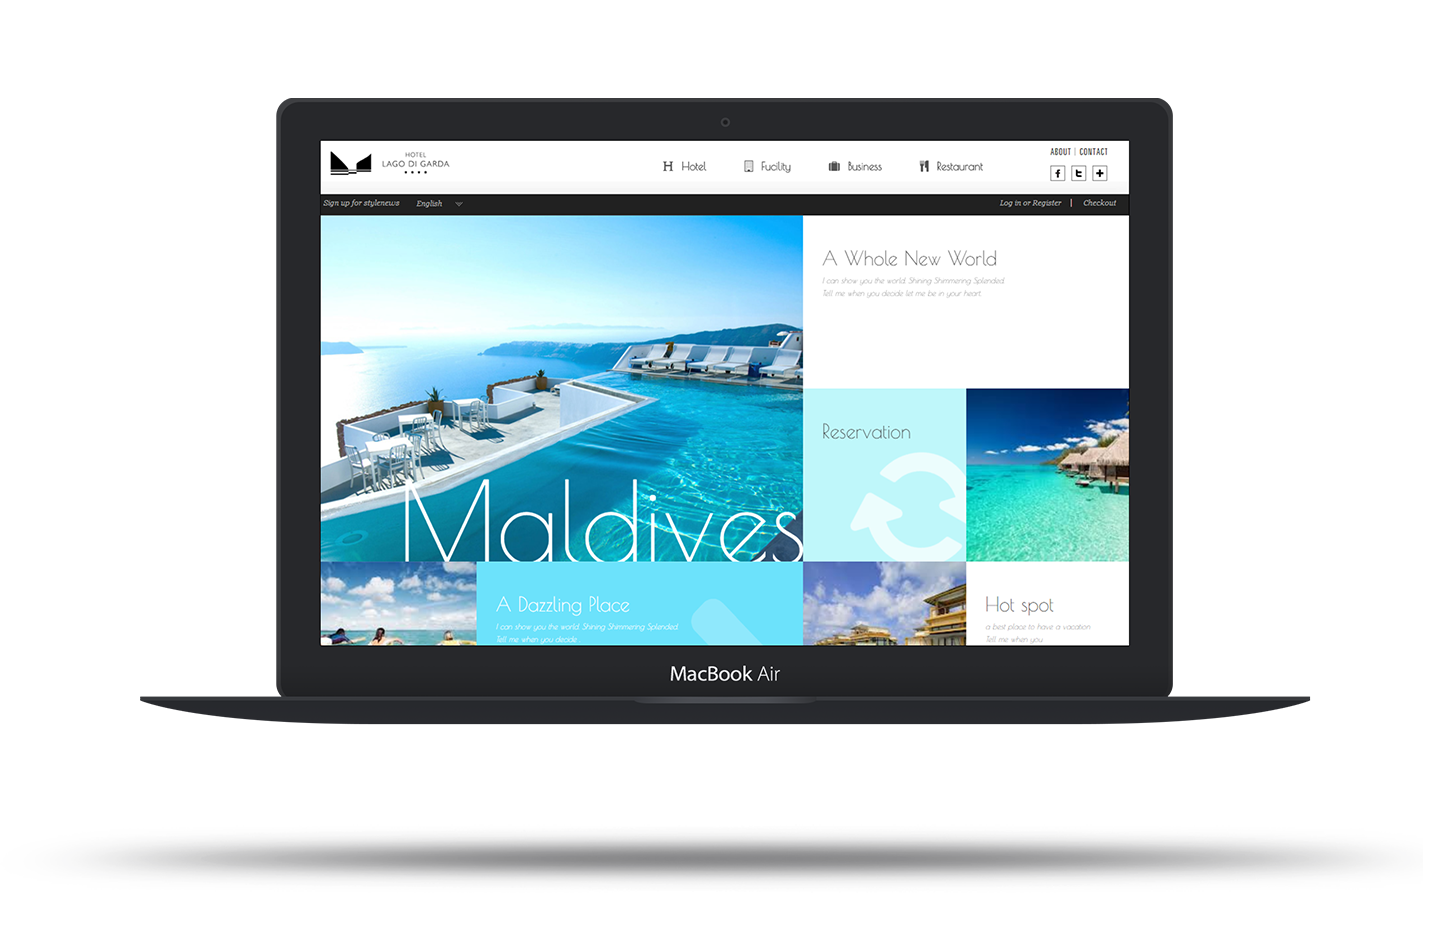 HOTEL
LAGO DI GARDA
Hotel
Fucility
Business
Restaurant
ABOUT | CONTACT
Sign up for stylenews
English
Log in or Register | Checkout
A Whole New World
I can show you the world. Shining Shimmering Splended.
Tell me when you decide let me be in your heart.
Reservation
Maldives
A Dazzling Place
I can show you the world. Shining Shimmering Splended.
Tell me when you decide
Hot spot
a best place to have a vacation
Tell me when you
MacBook Air